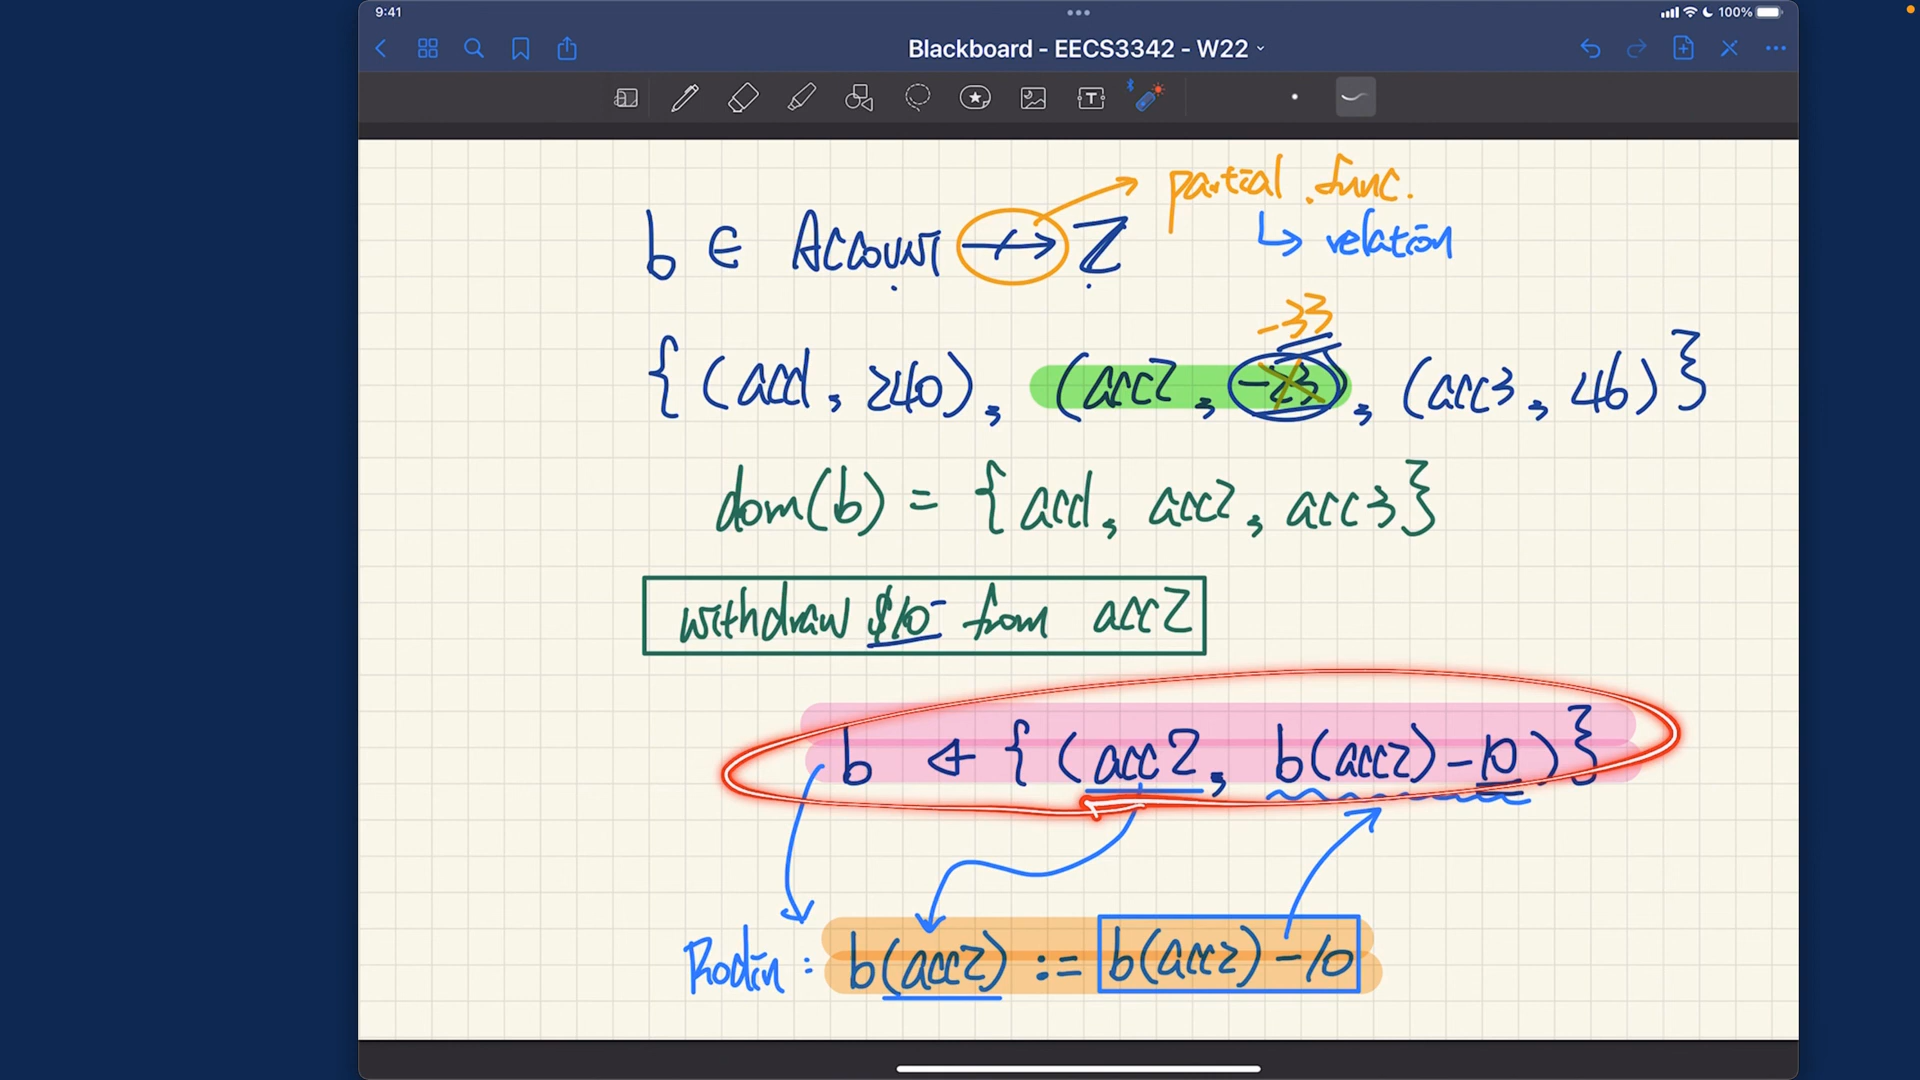 9:41
100%
Blackboard - EECS3342 - W22
partial func.
b ∈ Account ⇸ ℤ
↳ relation
-33
{ (acc1, 240), (acc2, -23), (acc3, 46) }
dom(b) = { acc1, acc2, acc3 }
withdraw $10 from acc2
b ⩤ { (acc2, b(acc2) - 10) }
Rodin : b(acc2) := b(acc2) - 10